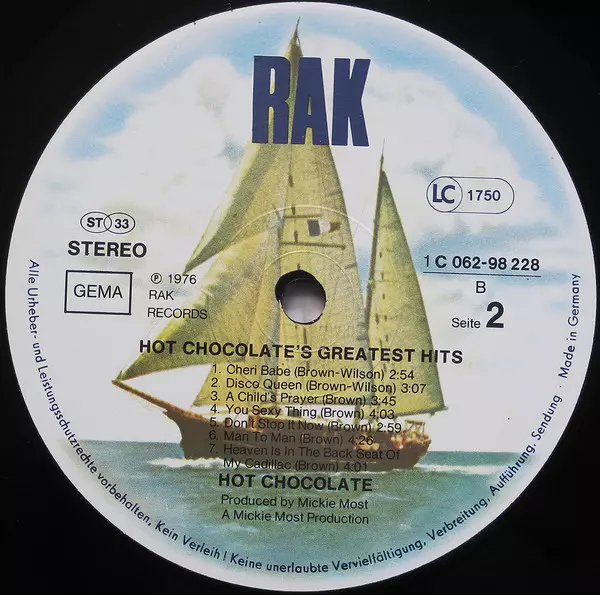 RAK
LC 1750
ST 33
STEREO
GEMA
℗ 1976
RAK
RECORDS
1 C 062-98 228
B
Seite 2
HOT CHOCOLATE'S GREATEST HITS
1. Cheri Babe (Brown-Wilson) 2:54
2. Disco Queen (Brown-Wilson) 3:07
3. A Child's Prayer (Brown) 3:45
4. You Sexy Thing (Brown) 4:03
5. Don't Stop It Now (Brown) 2:59
6. Man To Man (Brown) 4:26
7. Heaven Is In The Back Seat Of
My Cadillac (Brown) 4:01
HOT CHOCOLATE
Produced by Mickie Most
A Mickie Most Production
Alle Urheber- und Leistungsschutzrechte vorbehalten. Kein Verleih! Keine unerlaubte Vervielfältigung, Verbreitung, Aufführung, Sendung · Made in Germany